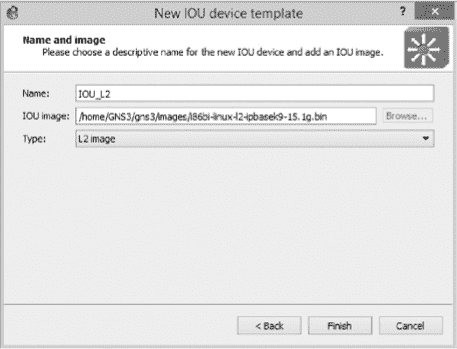 New IOU device template
?
x
Name and image
Please choose a descriptive name for the new IOU device and add an IOU image.
Name:
IOU_L2
IOU image:
/home/GNS3/gns3/images/i86bi-linux-l2-ipbasek9-15.1g.bin
Browse...
Type:
L2 image
< Back
Finish
Cancel